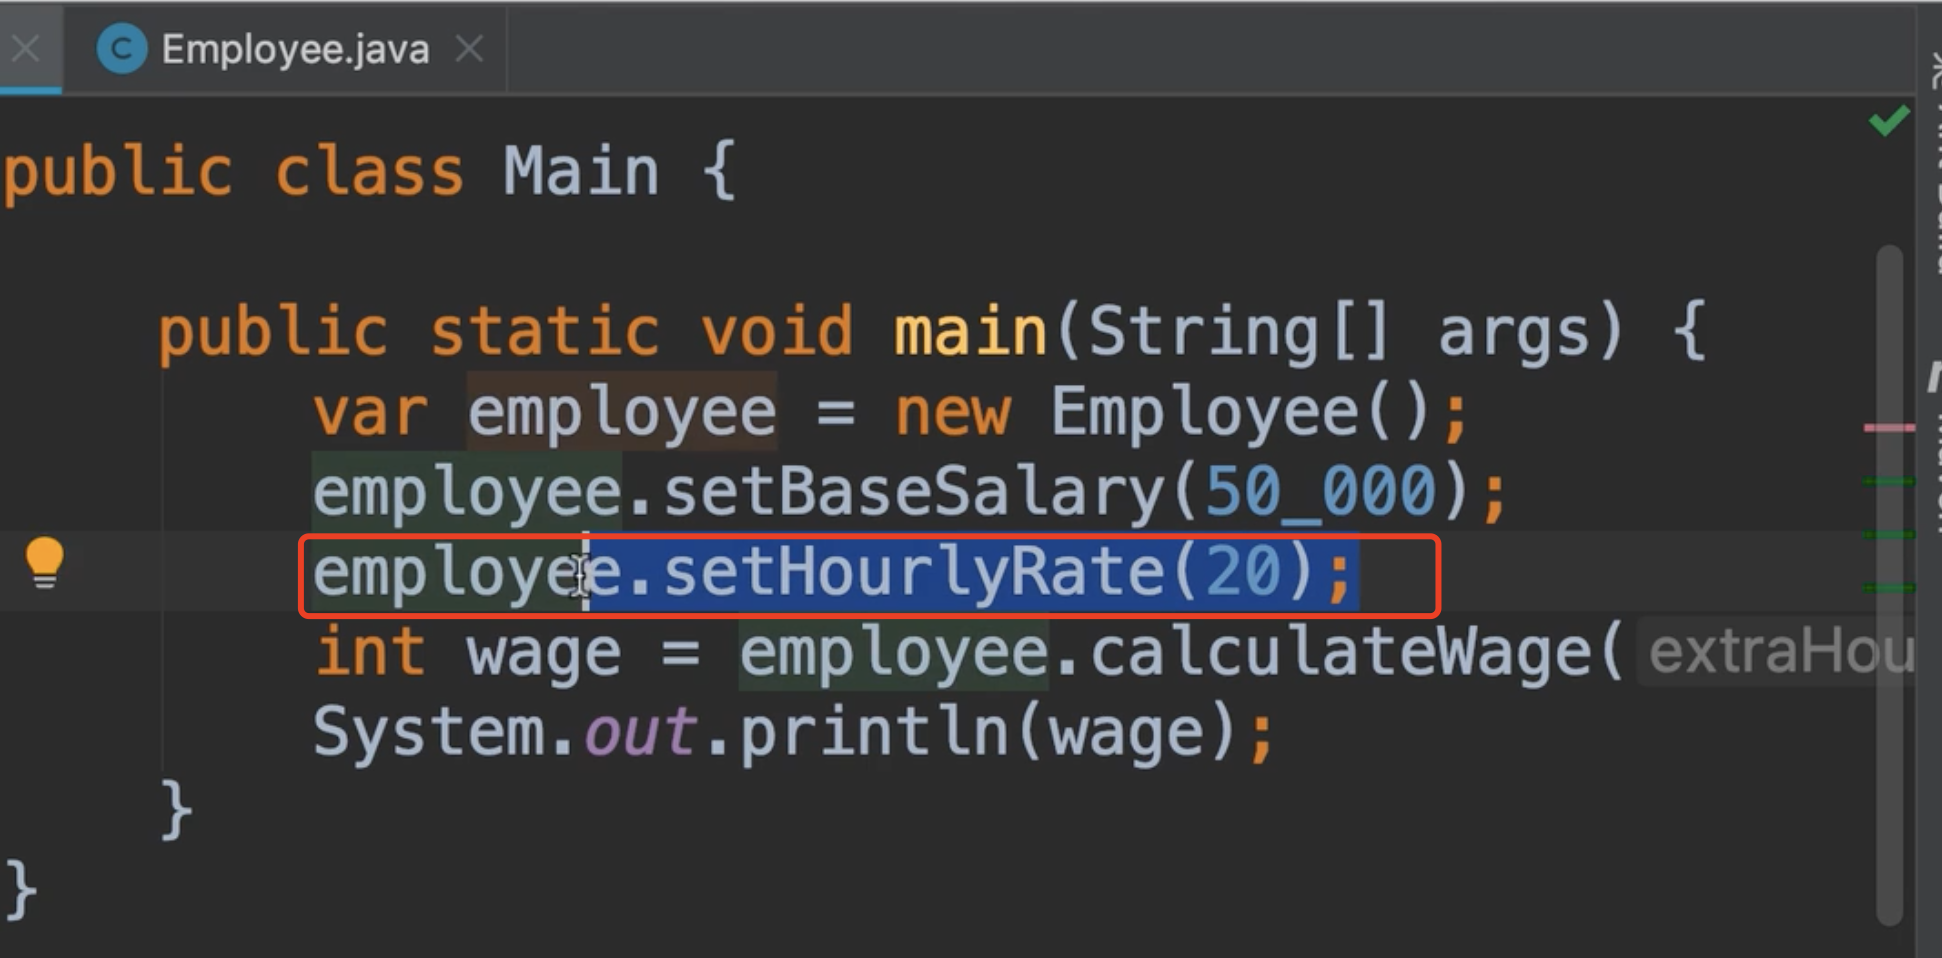 Employee.java
public class Main {
public static void main(String[] args) {
var employee = new Employee();
employee.setBaseSalary(50_000);
employee.setHourlyRate(20);
int wage = employee.calculateWage( extraHou
System.out.println(wage);
}
}